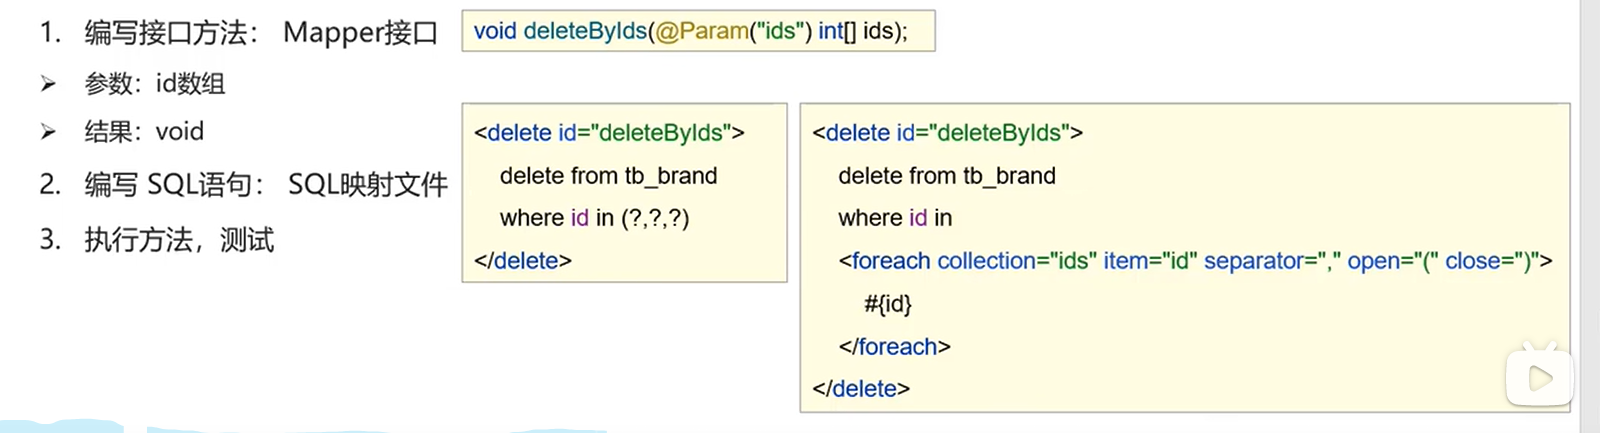 1. 编写接口方法： Mapper接口
void deleteByIds(@Param("ids") int[] ids);
➢ 参数：id数组
➢ 结果：void
2. 编写 SQL语句： SQL映射文件
3. 执行方法，测试
<delete id="deleteByIds">
delete from tb_brand
where id in (?,?,?)
</delete>
<delete id="deleteByIds">
delete from tb_brand
where id in
<foreach collection="ids" item="id" separator="," open="(" close=")">
#{id}
</foreach>
</delete>